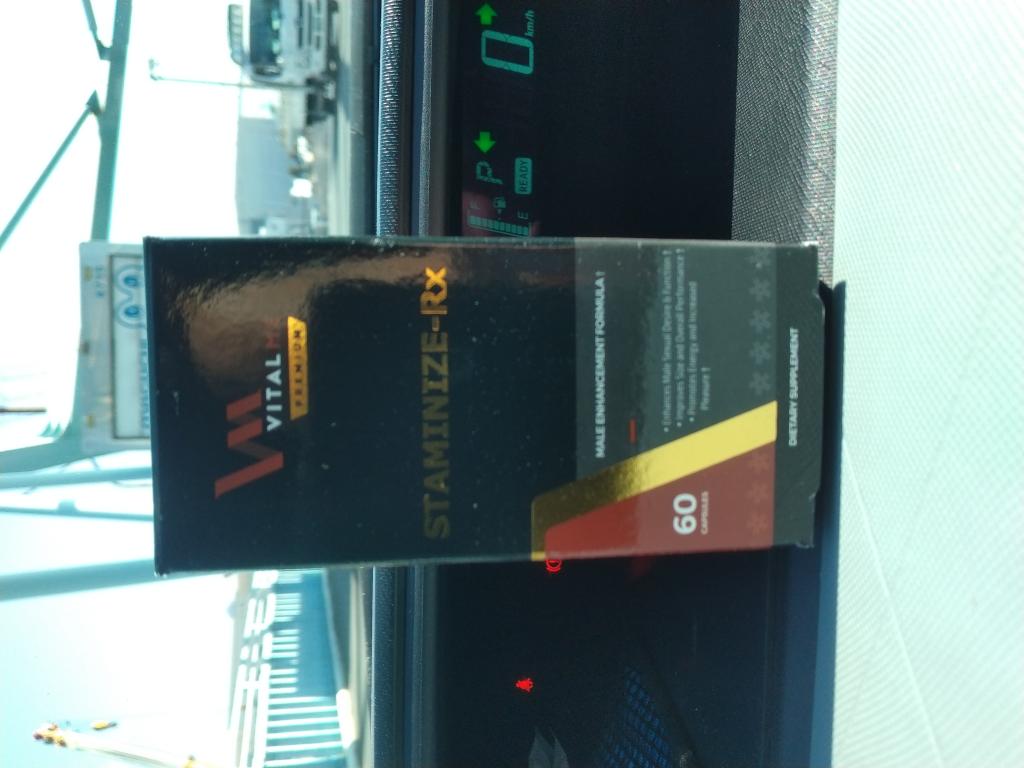 VITAL
PREMIUM
STAMINIZE-RX
MALE ENHANCEMENT FORMULA †
• Enhances Male Sexual Desire & Function †
• Improves Size and Overall Performance †
• Promotes Energy and Increased
Pleasure †
60
CAPSULES
DIETARY SUPPLEMENT
F
E
P
READY
0
km/h